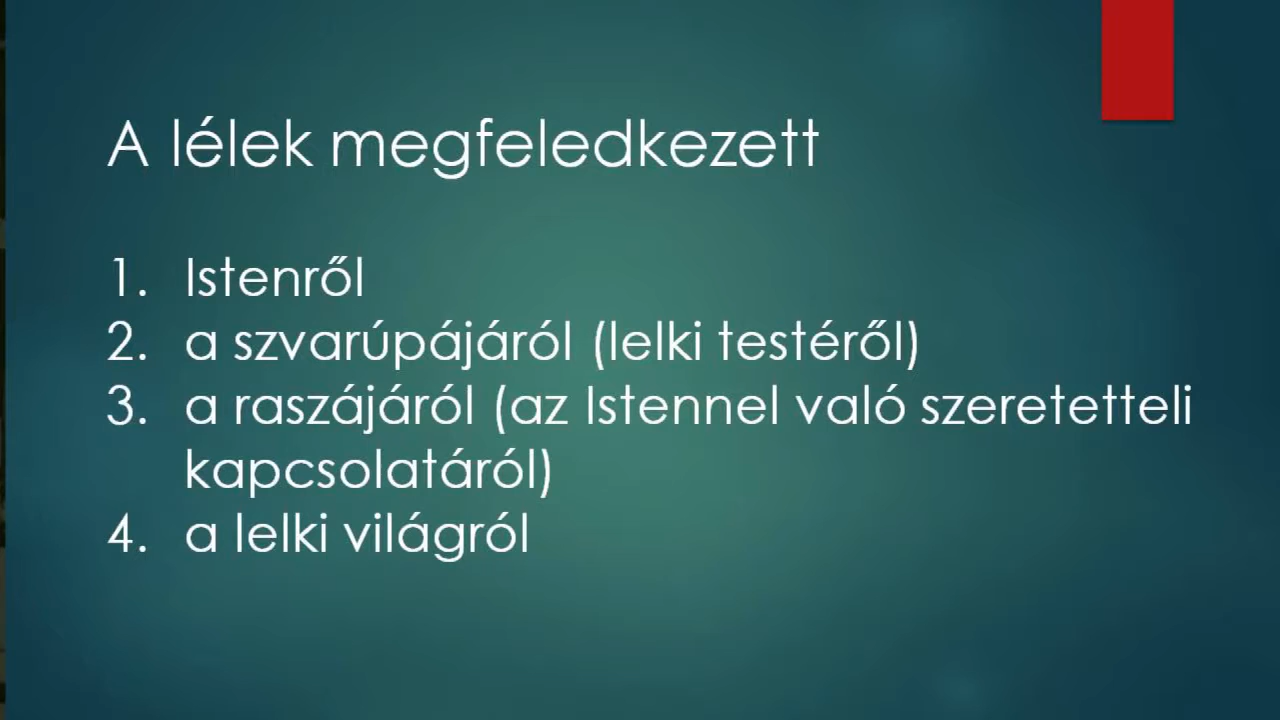 A lélek megfeledkezett
1. Istenről
2. a szvarúpájáról (lelki testéről)
3. a raszájáról (az Istennel való szeretetteli
kapcsolatáról)
4. a lelki világról